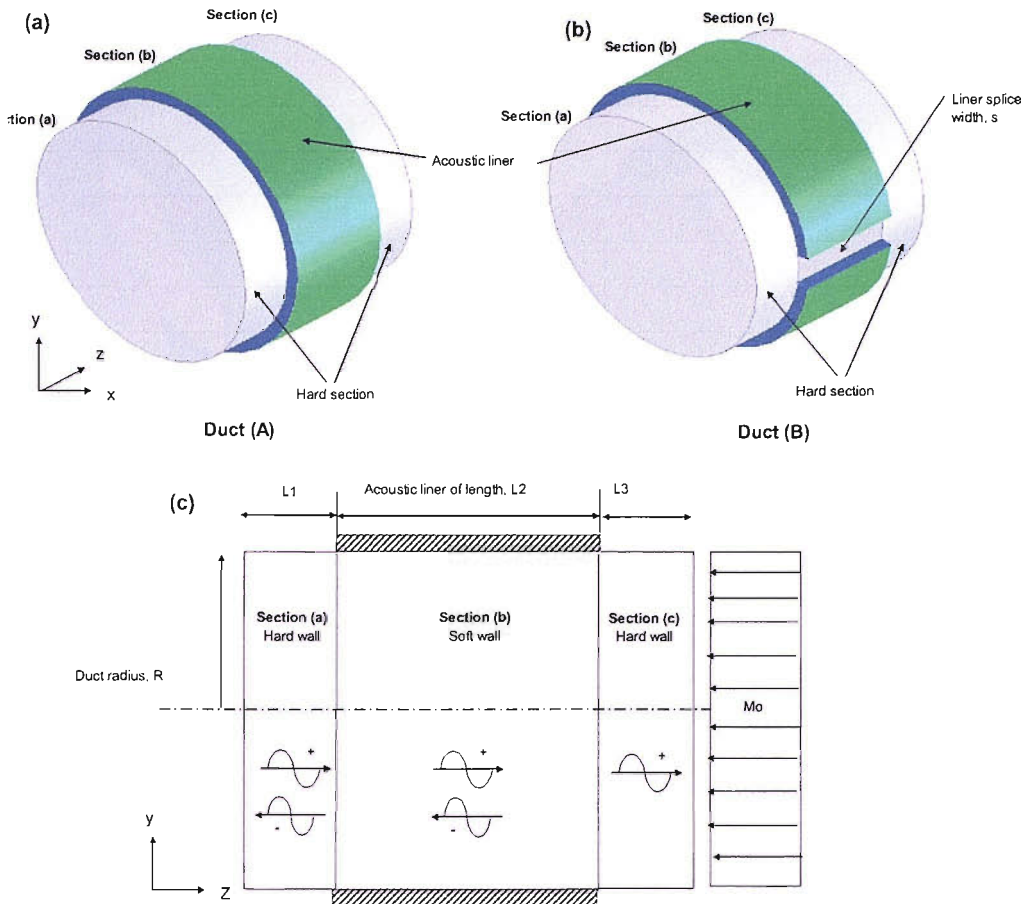 (a)
Section (c)
Section (b)
:tion (a)
Acoustic liner
Hard section
y
z
x
Duct (A)
(b)
Section (c)
Section (b)
Section (a)
Liner splice
width, s
Hard section
Duct (B)
(c)
L1
Acoustic liner of length, L2
L3
Section (a)
Hard wall
Section (b)
Soft wall
Section (c)
Hard wall
Duct radius, R
Mo
+
-
+
-
+
y
Z